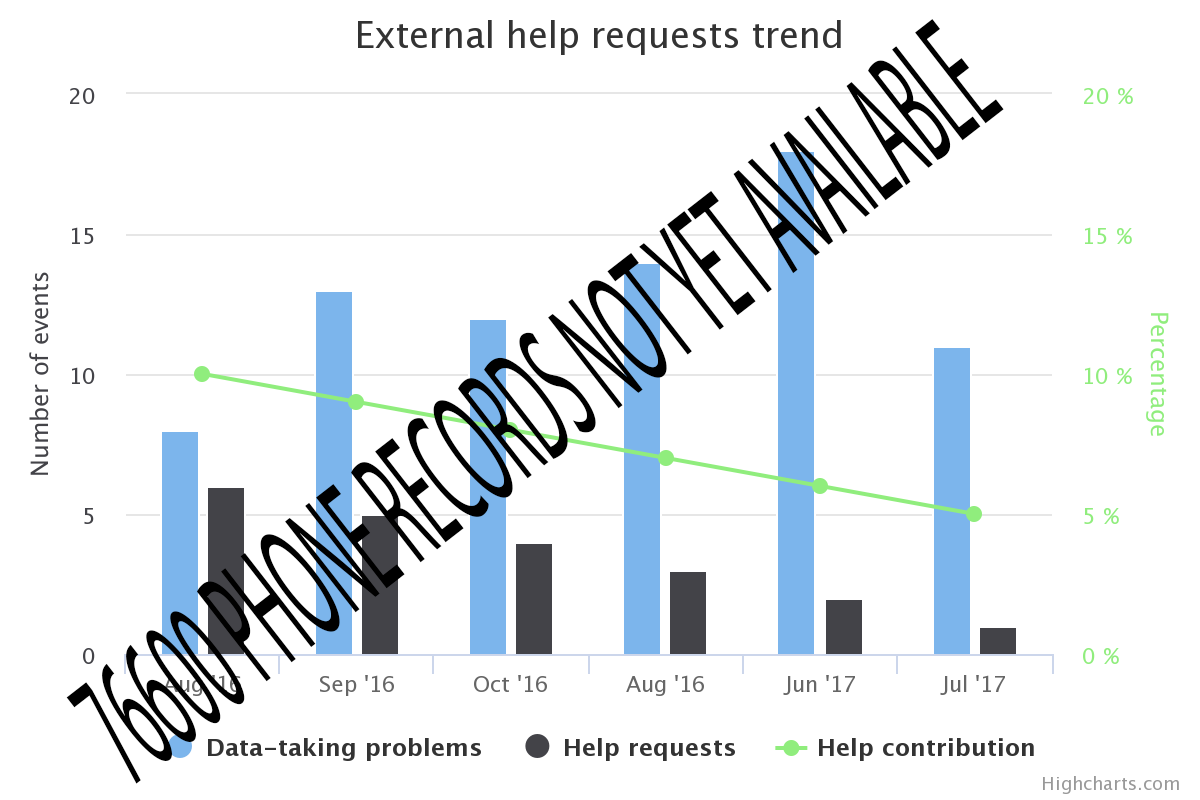 External help requests trend
20
15
10
5
0
Number of events
20 %
15 %
10 %
5 %
0 %
Percentage
76600 PHONE RECORDS NOT YET AVAILABLE
Aug '16 Sep '16 Oct '16 Aug '16 Jun '17 Jul '17
Data-taking problems Help requests Help contribution
Highcharts.com